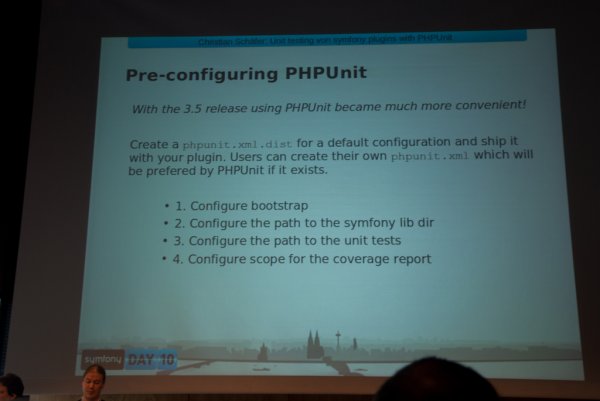 Christian Schäfer, Unit testing von symfony plugins with PHPUnit
Pre-configuring PHPUnit
With the 3.5 release using PHPUnit became much more convenient!
Create a phpunit.xml.dist for a default configuration and ship it
with your plugin. Users can create their own phpunit.xml which will
be prefered by PHPUnit if it exists.
• 1. Configure bootstrap
• 2. Configure the path to the symfony lib dir
• 3. Configure the path to the unit tests
• 4. Configure scope for the coverage report
symfony DAY 10